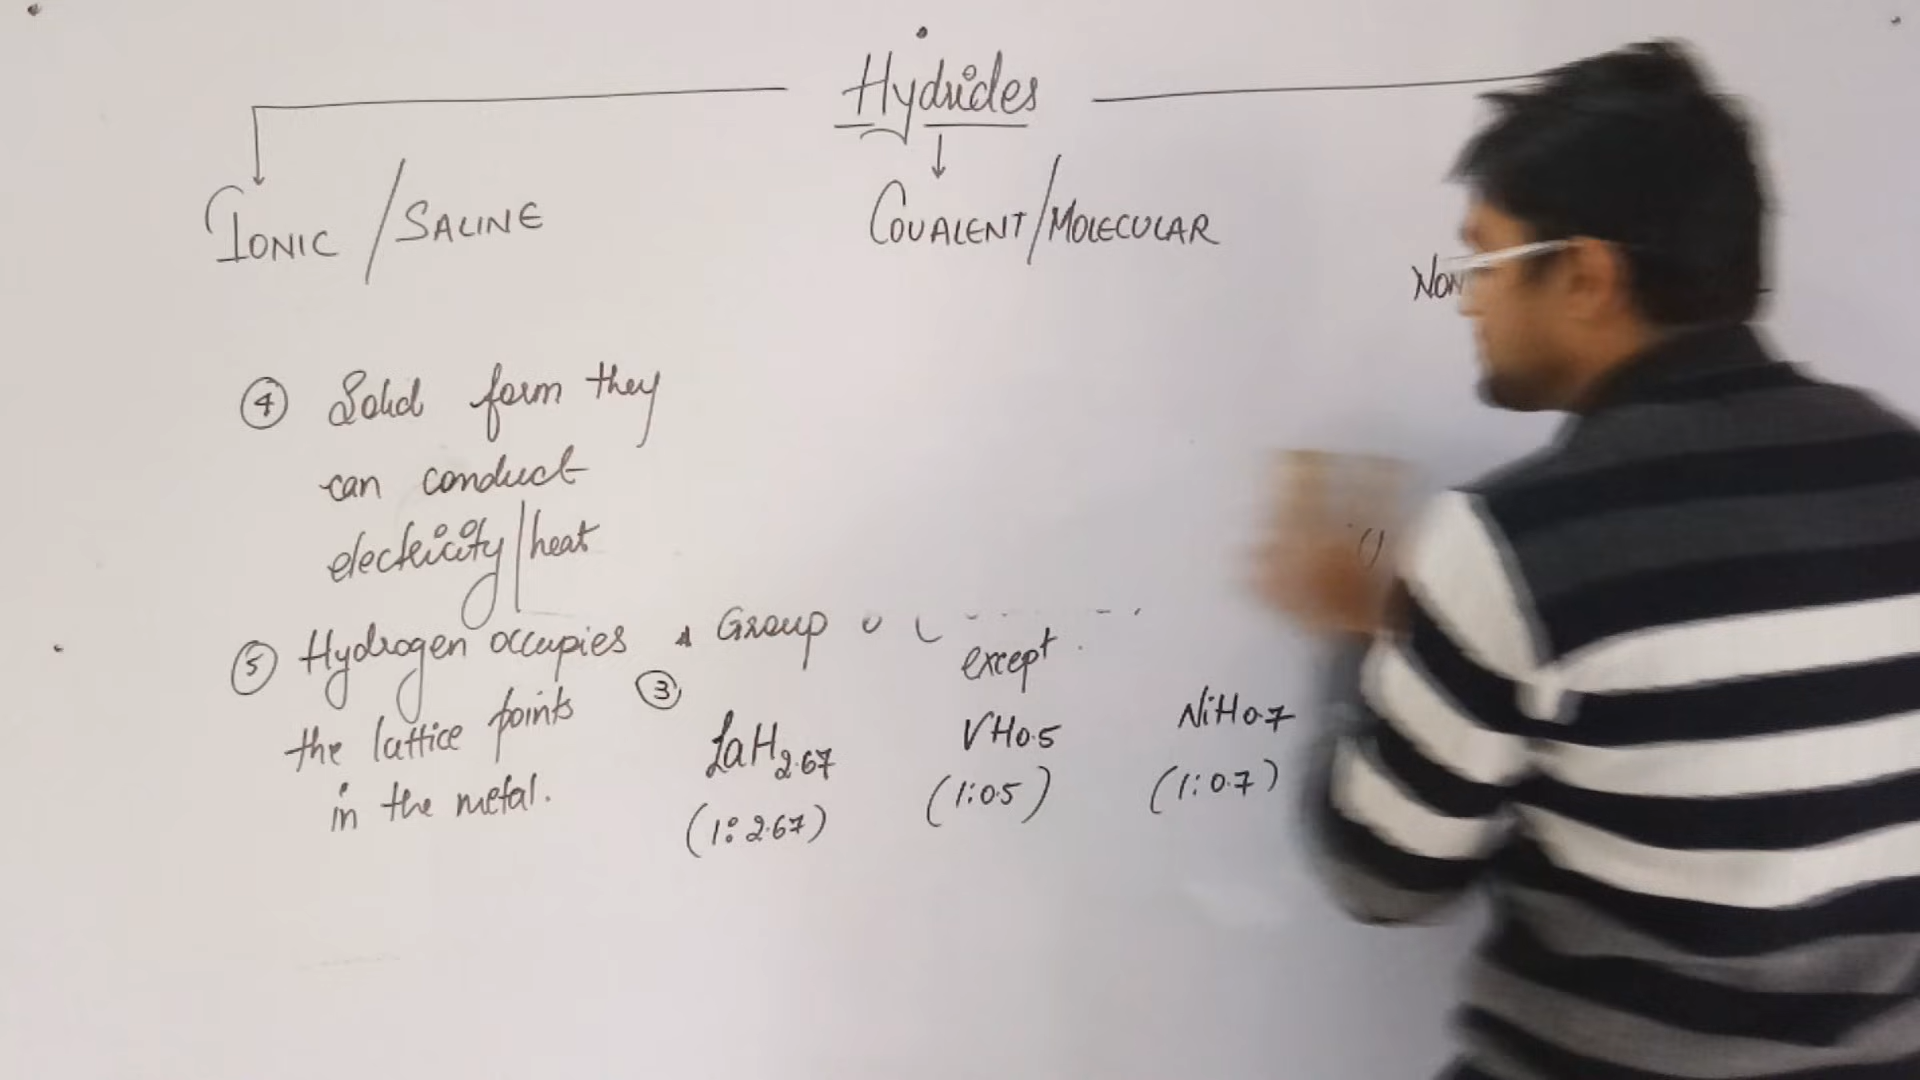 Hydrides
IONIC / SALINE
COVALENT/MOLECULAR
④ Solid form they
can conduct
electricity/heat
⑤ Hydrogen occupies
the lattice points
in the metal.
Group
except
③
LaH2.67
VH0.5
NiH0.7
(1:2.67)
(1:0.5)
(1:0.7)